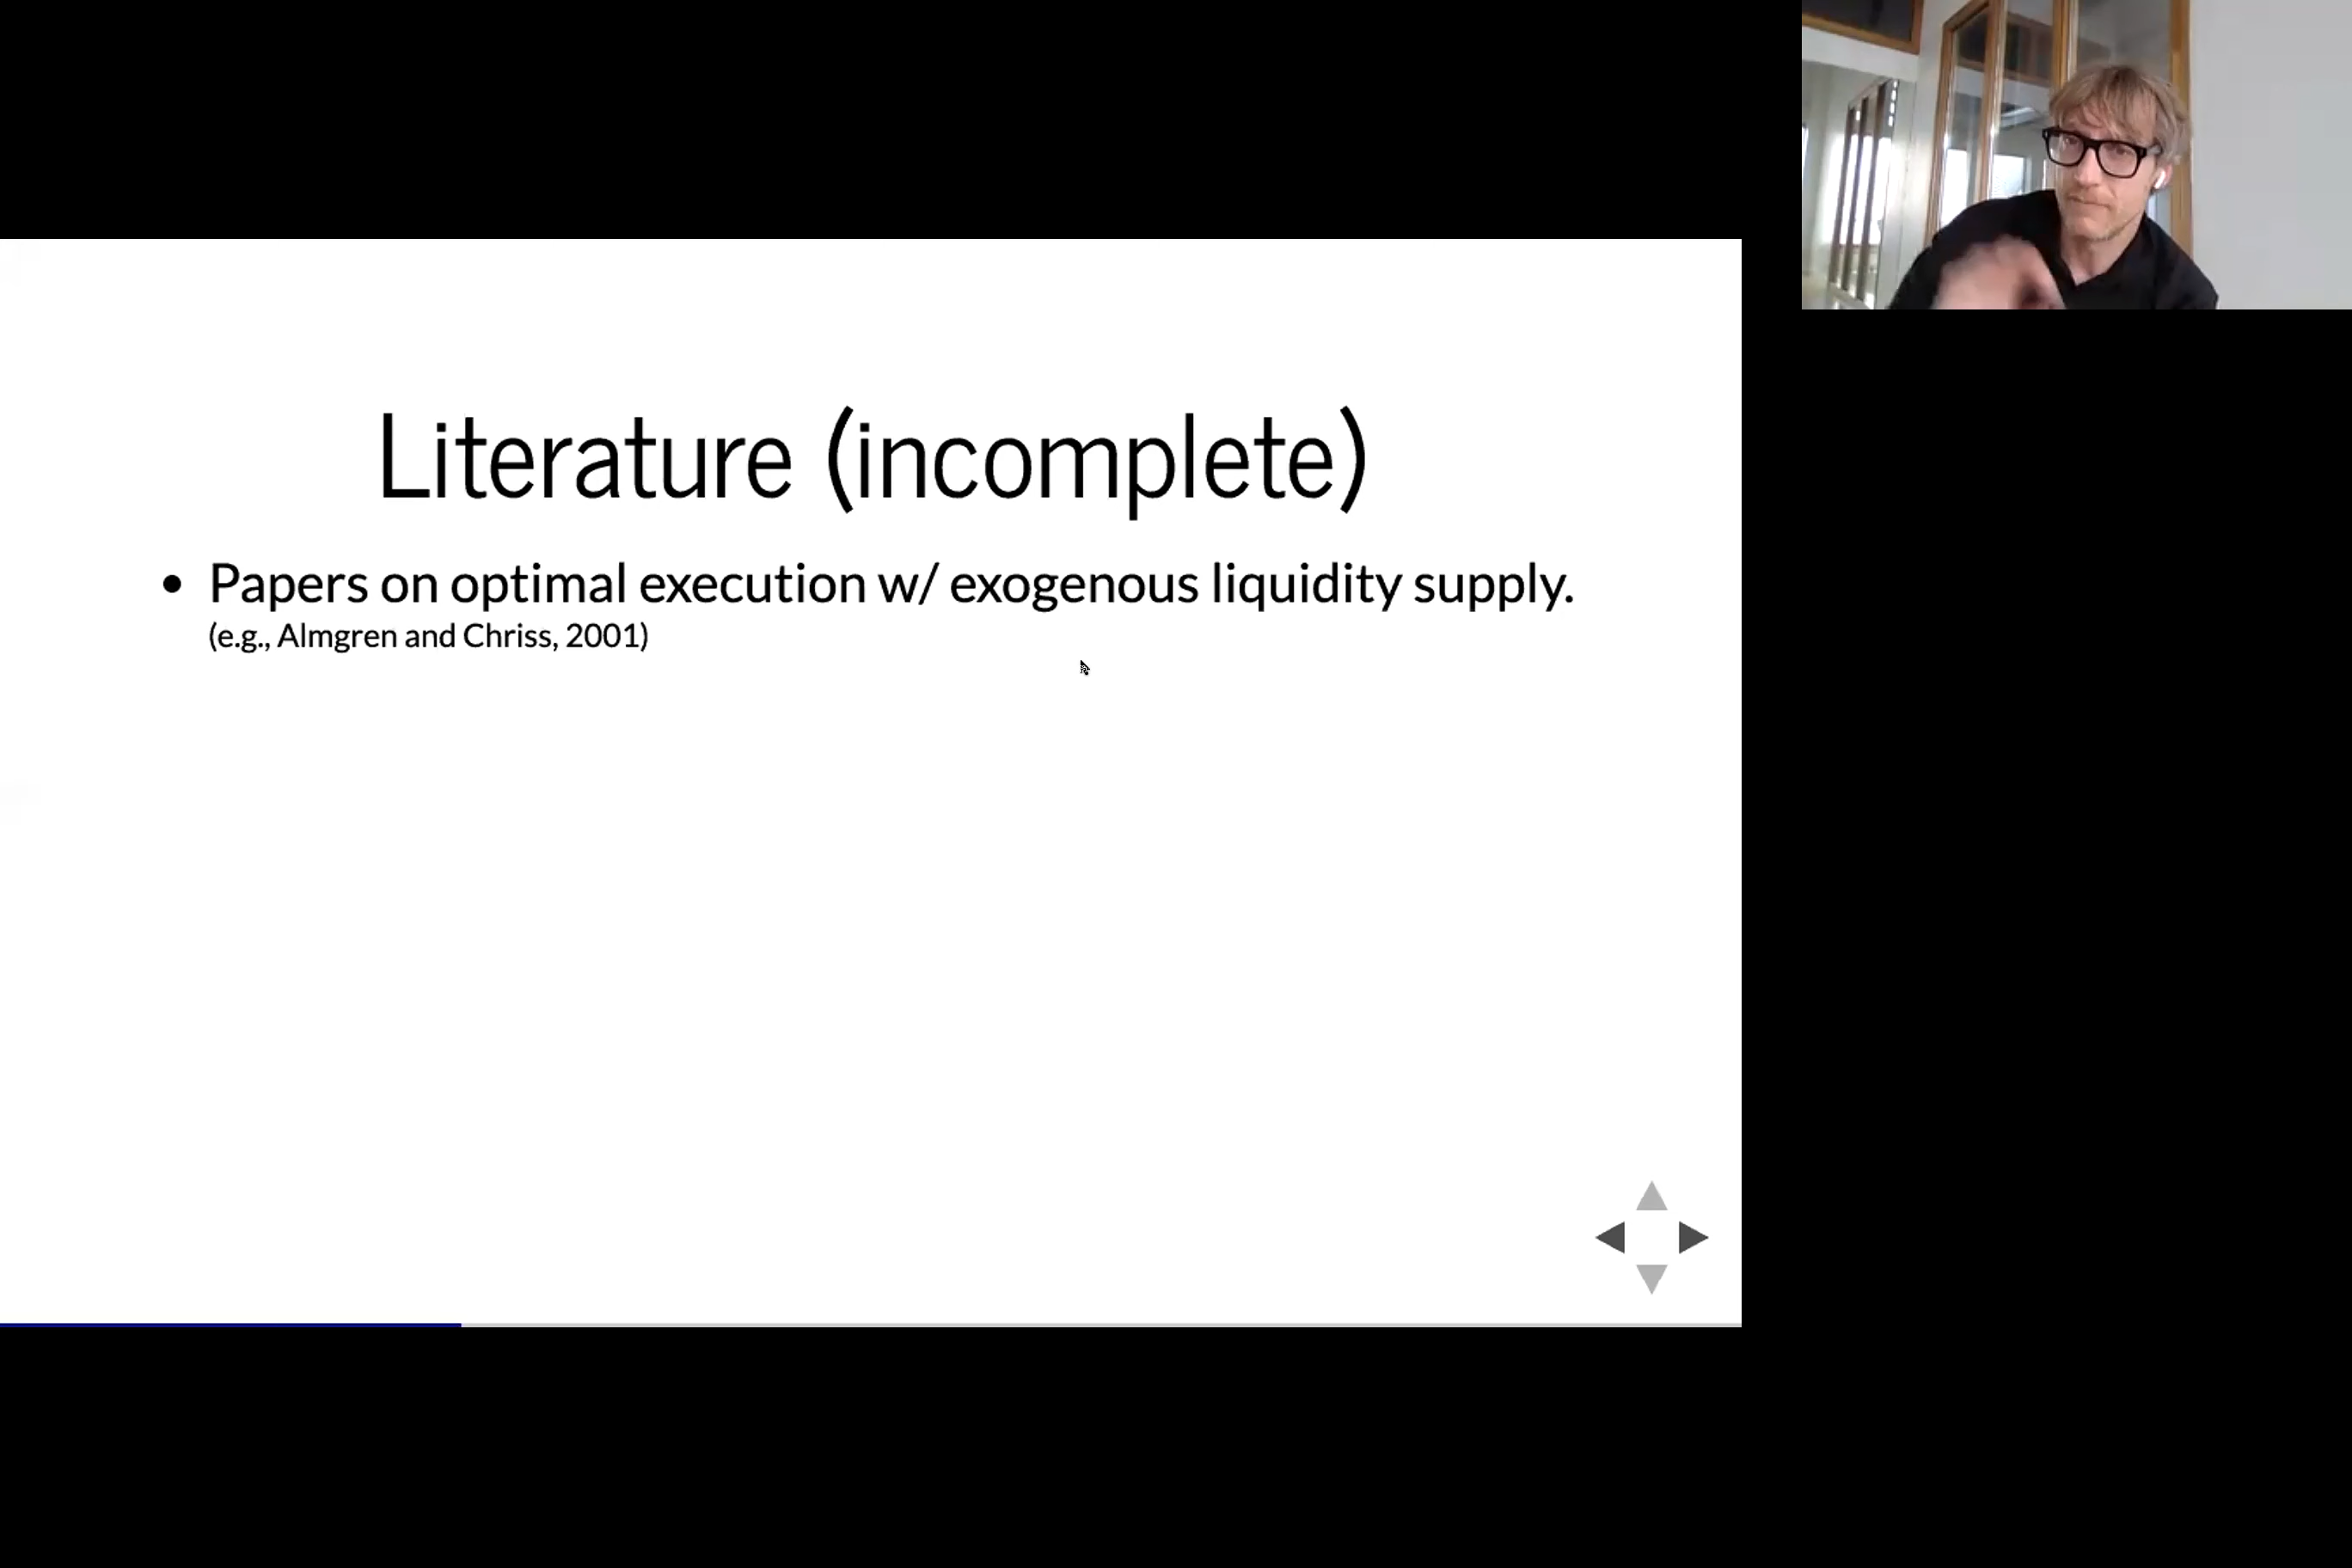 Literature (incomplete)
• Papers on optimal execution w/ exogenous liquidity supply.
(e.g., Almgren and Chriss, 2001)